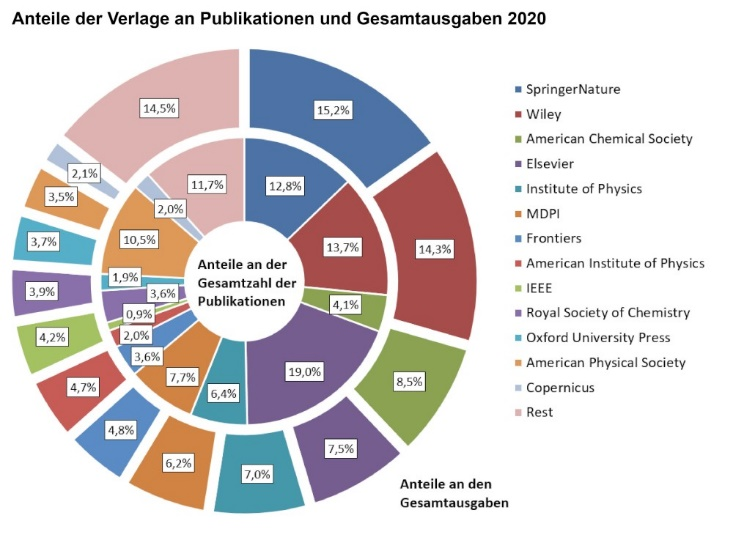 Anteile der Verlage an Publikationen und Gesamtausgaben 2020
14,5%
15,2%
2,1%
11,7%
12,8%
2,0%
3,5%
10,5%
13,7%
14,3%
3,7%
1,9%
Anteile an der
Gesamtzahl der
Publikationen
3,9%
3,6%
4,1%
0,9%
4,2%
2,0%
3,6%
19,0%
8,5%
4,7%
7,7%
6,4%
4,8%
6,2%
7,0%
7,5%
Anteile an den
Gesamtausgaben
SpringerNature
Wiley
American Chemical Society
Elsevier
Institute of Physics
MDPI
Frontiers
American Institute of Physics
IEEE
Royal Society of Chemistry
Oxford University Press
American Physical Society
Copernicus
Rest